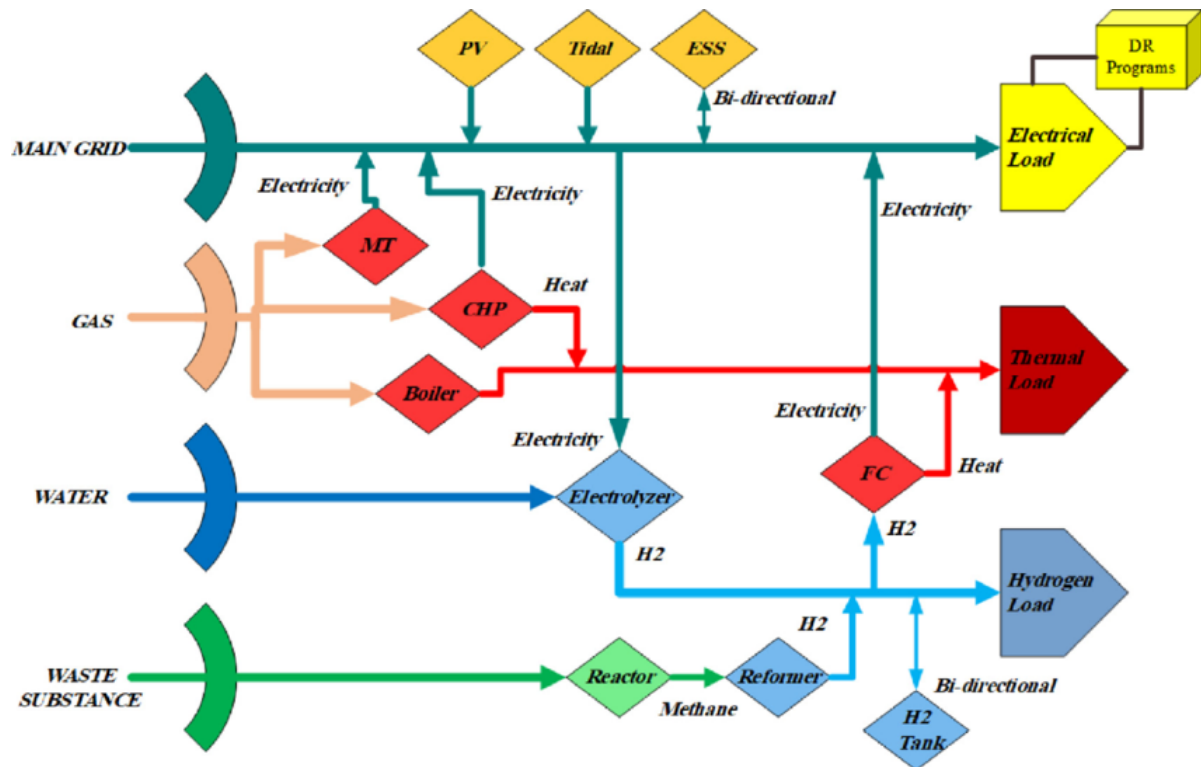 PV
Tidal
ESS
DR
Programs
Bi-directional
MAIN GRID
Electrical
Load
Electricity
Electricity
Electricity
MT
Heat
CHP
GAS
Thermal
Load
Boiler
Electricity
Electricity
FC
Heat
WATER
Electrolyzer
H2
H2
Hydrogen
Load
H2
WASTE
SUBSTANCE
Reactor
Methane
Reformer
Bi-directional
H2
Tank